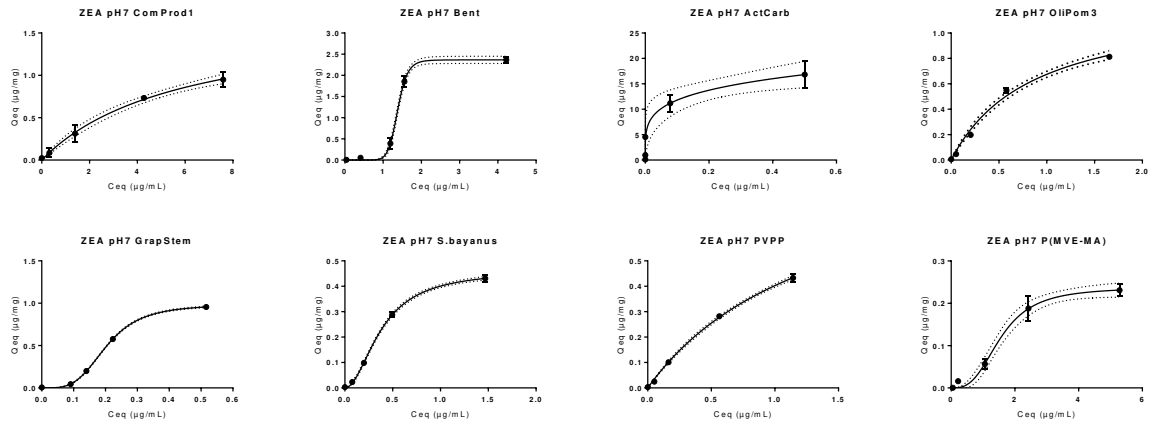 ZEA pH7 ComProd1
Qeq (µg/mg)
1.5
1.0
0.5
0.0
0 2 4 6 8
Ceq (µg/mL)
ZEA pH7 Bent
Qeq (µg/mg)
3.0
2.5
2.0
1.5
1.0
0.5
0.0
0 1 2 3 4 5
Ceq (µg/mL)
ZEA pH7 ActCarb
Qeq (µg/mg)
25
20
15
10
5
0
0.0 0.2 0.4 0.6
Ceq (µg/mL)
ZEA pH7 OliPom3
Qeq (µg/mg)
1.0
0.8
0.6
0.4
0.2
0.0
0.0 0.5 1.0 1.5 2.0
Ceq (µg/mL)
ZEA pH7 GrapStem
Qeq (µg/mg)
1.5
1.0
0.5
0.0
0.0 0.1 0.2 0.3 0.4 0.5 0.6
Ceq (µg/mL)
ZEA pH7 S.bayanus
Qeq (µg/mg)
0.5
0.4
0.3
0.2
0.1
0.0
0.0 0.5 1.0 1.5 2.0
Ceq (µg/mL)
ZEA pH7 PVPP
Qeq (µg/mg)
0.5
0.4
0.3
0.2
0.1
0.0
0.0 0.5 1.0 1.5
Ceq (µg/mL)
ZEA pH7 P(MVE-MA)
Qeq (µg/mg)
0.3
0.2
0.1
0.0
0 2 4 6
Ceq (µg/mL)